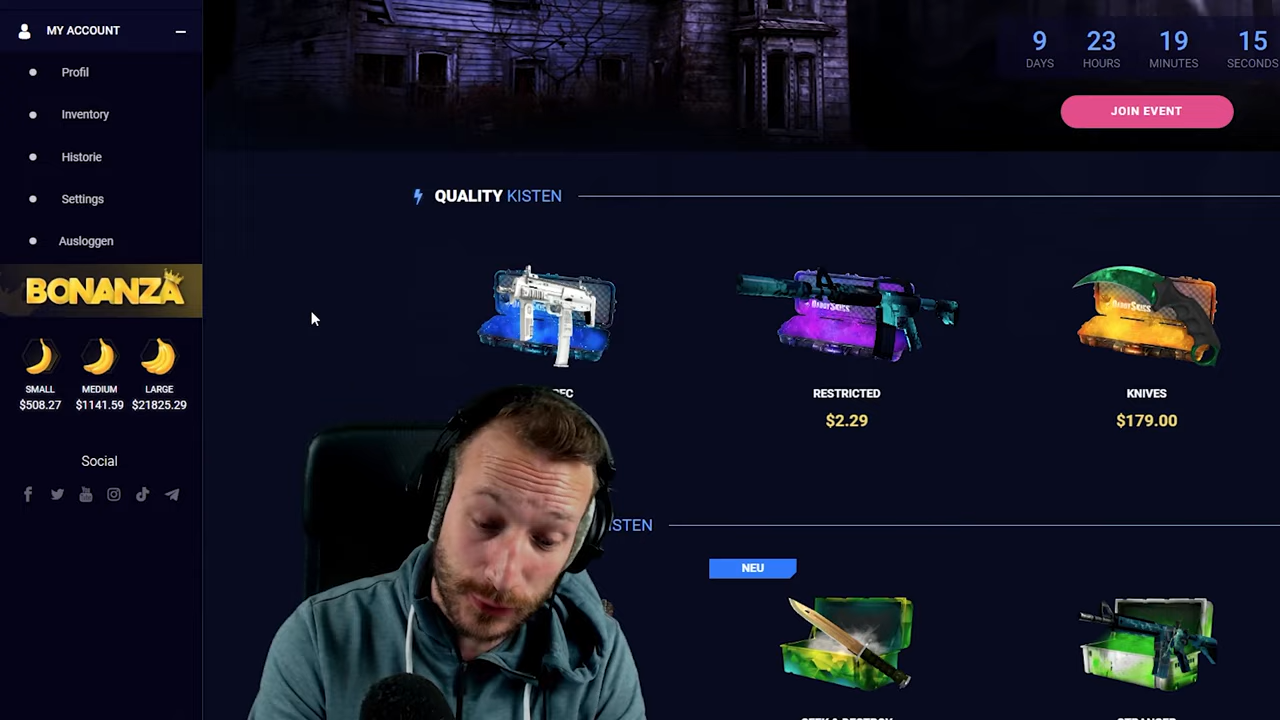 MY ACCOUNT
Profil
Inventory
Historie
Settings
Ausloggen
BONANZA
SMALL
MEDIUM
LARGE
$508.27
$1141.59
$21825.29
Social
9
23
19
15
DAYS
HOURS
MINUTES
SECONDS
JOIN EVENT
QUALITY KISTEN
RESTRICTED
$2.29
KNIVES
$179.00
NEU